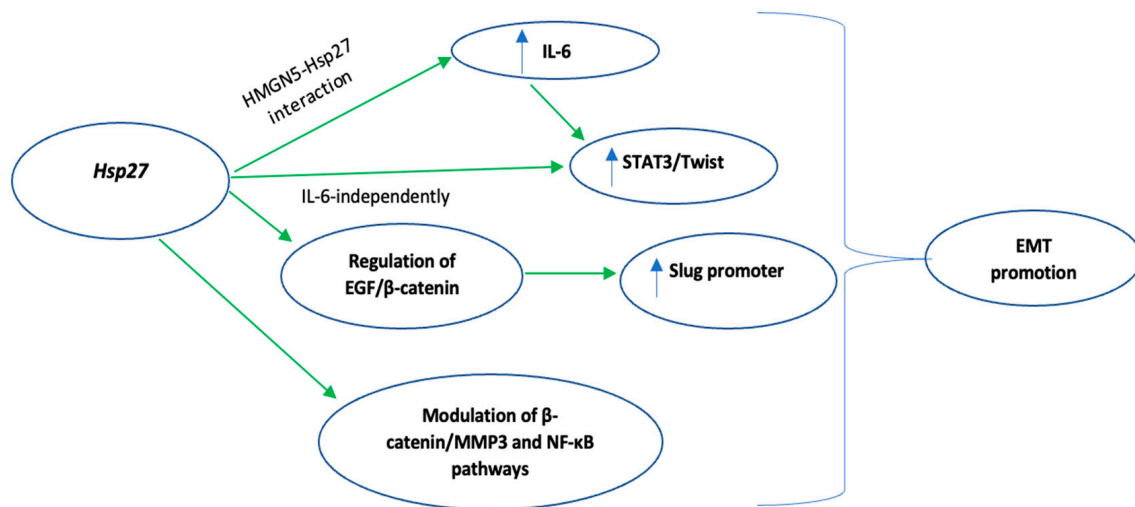 HMGN5-Hsp27
interaction
IL-6
Hsp27
STAT3/Twist
IL-6-independently
Regulation of
EGF/β-catenin
Slug promoter
EMT
promotion
Modulation of β-
catenin/MMP3 and NF-κB
pathways